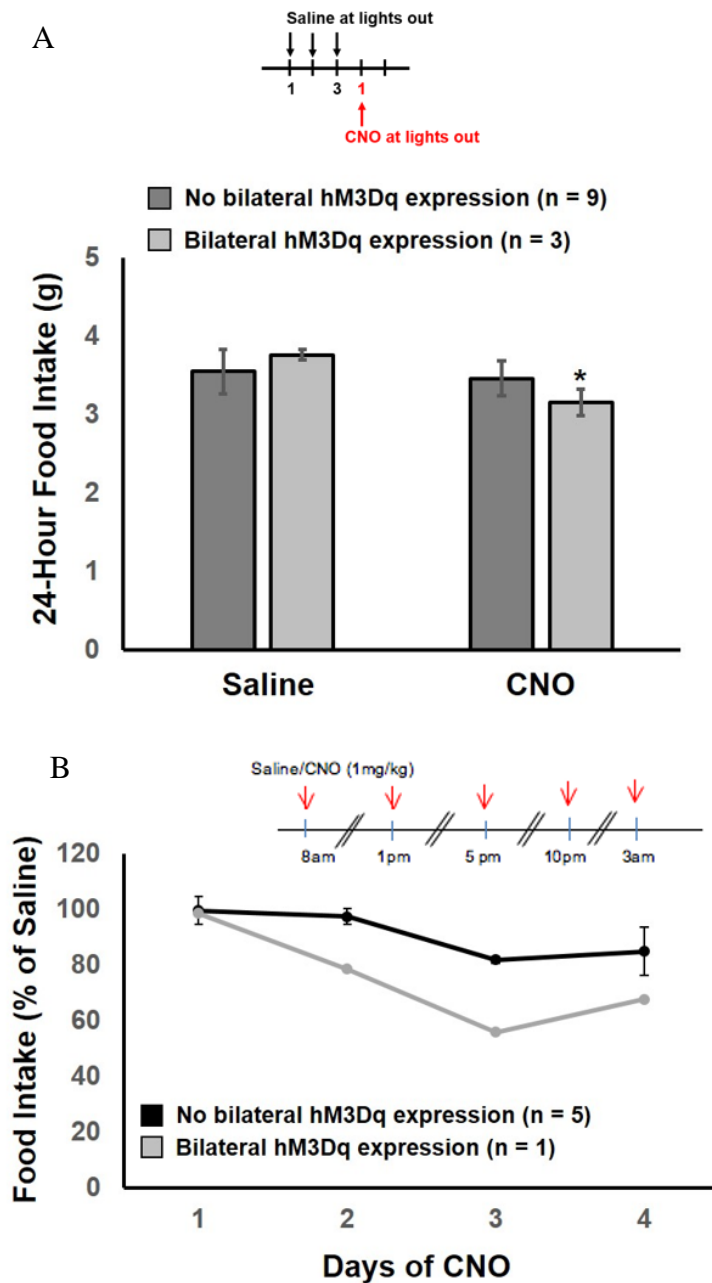 A
Saline at lights out
1 3 1
CNO at lights out
No bilateral hM3Dq expression (n = 9)
Bilateral hM3Dq expression (n = 3)
24-Hour Food Intake (g)
5
4
3
2
1
0
*
Saline CNO
B
Saline/CNO (1mg/kg)
8am 1pm 5 pm 10pm 3am
Food Intake (% of Saline)
120
100
80
60
40
20
0
No bilateral hM3Dq expression (n = 5)
Bilateral hM3Dq expression (n = 1)
1 2 3 4
Days of CNO